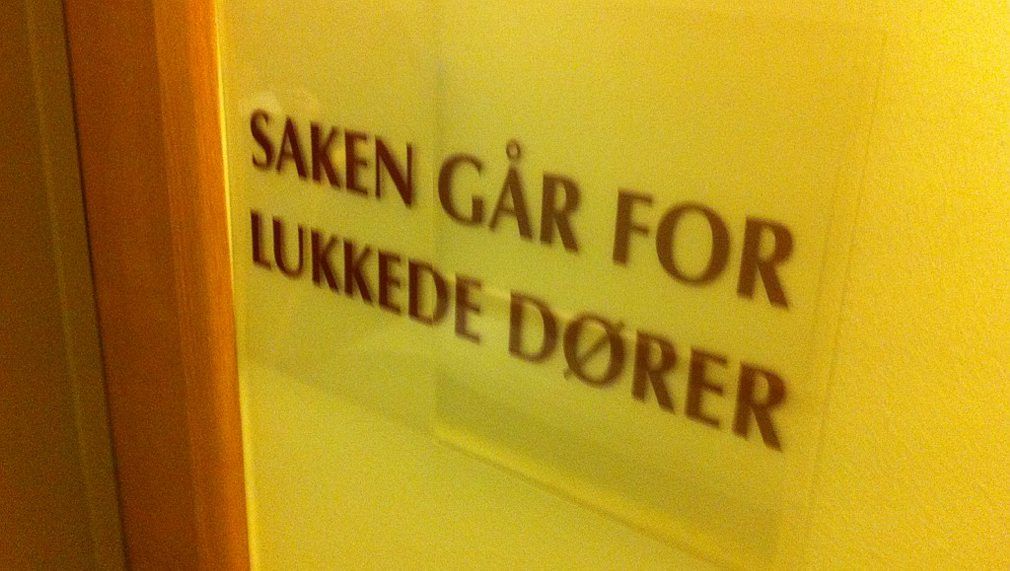 SAKEN GÅR FOR
LUKKEDE DØRER